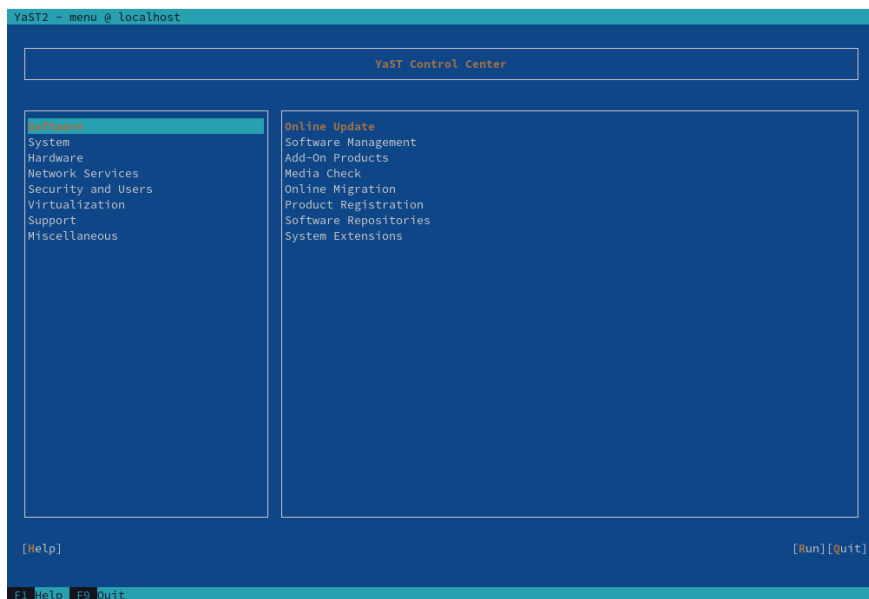 YaST2 - menu @ localhost
YaST Control Center
Software
System
Hardware
Network Services
Security and Users
Virtualization
Support
Miscellaneous
Online Update
Software Management
Add-On Products
Media Check
Online Migration
Product Registration
Software Repositories
System Extensions
[Help] [Run][Quit]
F1 Help F9 Quit